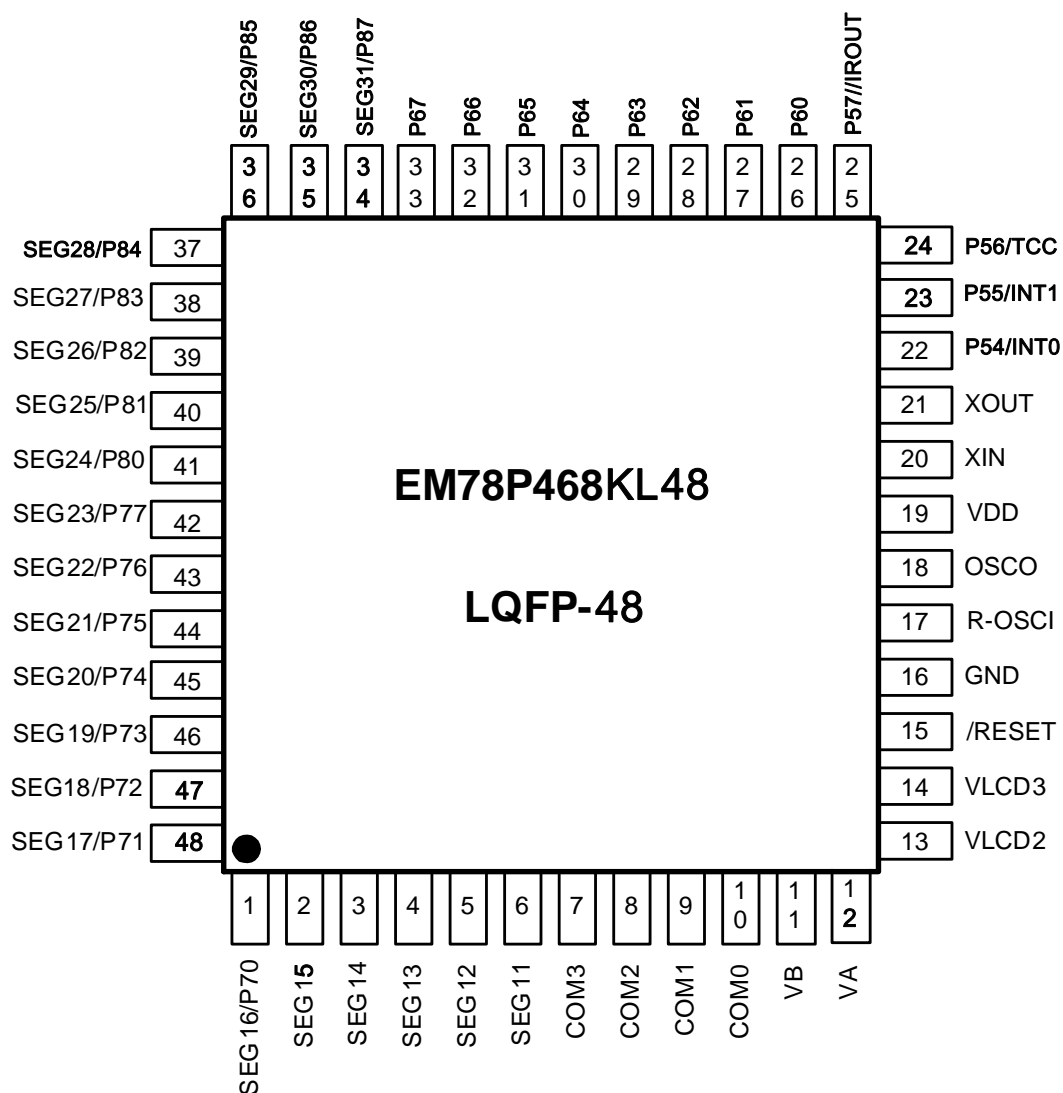 SEG29/P85
SEG30/P86
SEG31/P87
P67
P66
P65
P64
P63
P62
P61
P60
P57//IROUT
36
35
34
33
32
31
30
29
28
27
26
25
SEG28/P84 37
SEG27/P83 38
SEG26/P82 39
SEG25/P81 40
SEG24/P80 41
SEG23/P77 42
SEG22/P76 43
SEG21/P75 44
SEG20/P74 45
SEG19/P73 46
SEG18/P72 47
SEG17/P71 48
EM78P468KL48
LQFP-48
24 P56/TCC
23 P55/INT1
22 P54/INT0
21 XOUT
20 XIN
19 VDD
18 OSCO
17 R-OSCI
16 GND
15 /RESET
14 VLCD3
13 VLCD2
1
2
3
4
5
6
7
8
9
10
11
12
SEG16/P70
SEG15
SEG14
SEG13
SEG12
SEG11
COM3
COM2
COM1
COM0
VB
VA